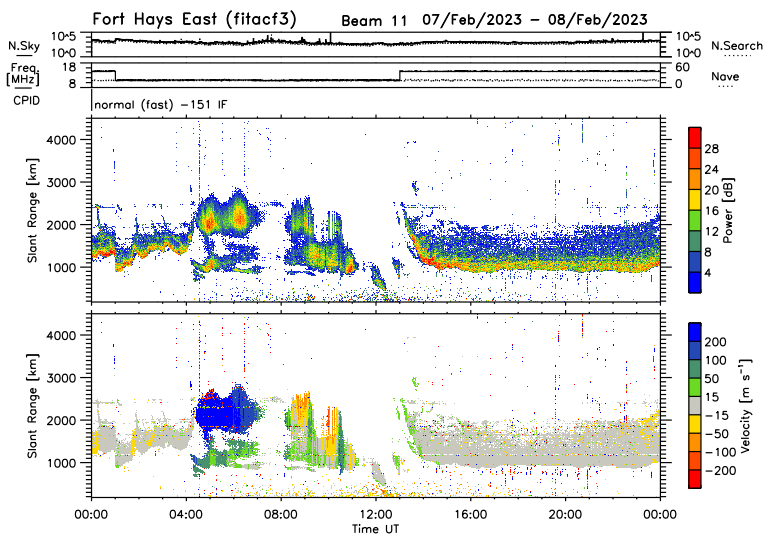 Fort Hays East (fitacf3) Beam 11 07/Feb/2023 - 08/Feb/2023
N.Sky 10^5 10^0 10^5 10^0 N.Search
Freq. [MHz] 18 8 60 0 Nave
CPID normal (fast) -151 IF
Slant Range [km] 4000 3000 2000 1000
28 24 20 16 12 8 4 Power [dB]
Slant Range [km] 4000 3000 2000 1000
200 100 50 15 -15 -50 -100 -200 Velocity [m s⁻¹]
00:00 04:00 08:00 12:00 16:00 20:00 00:00
Time UT